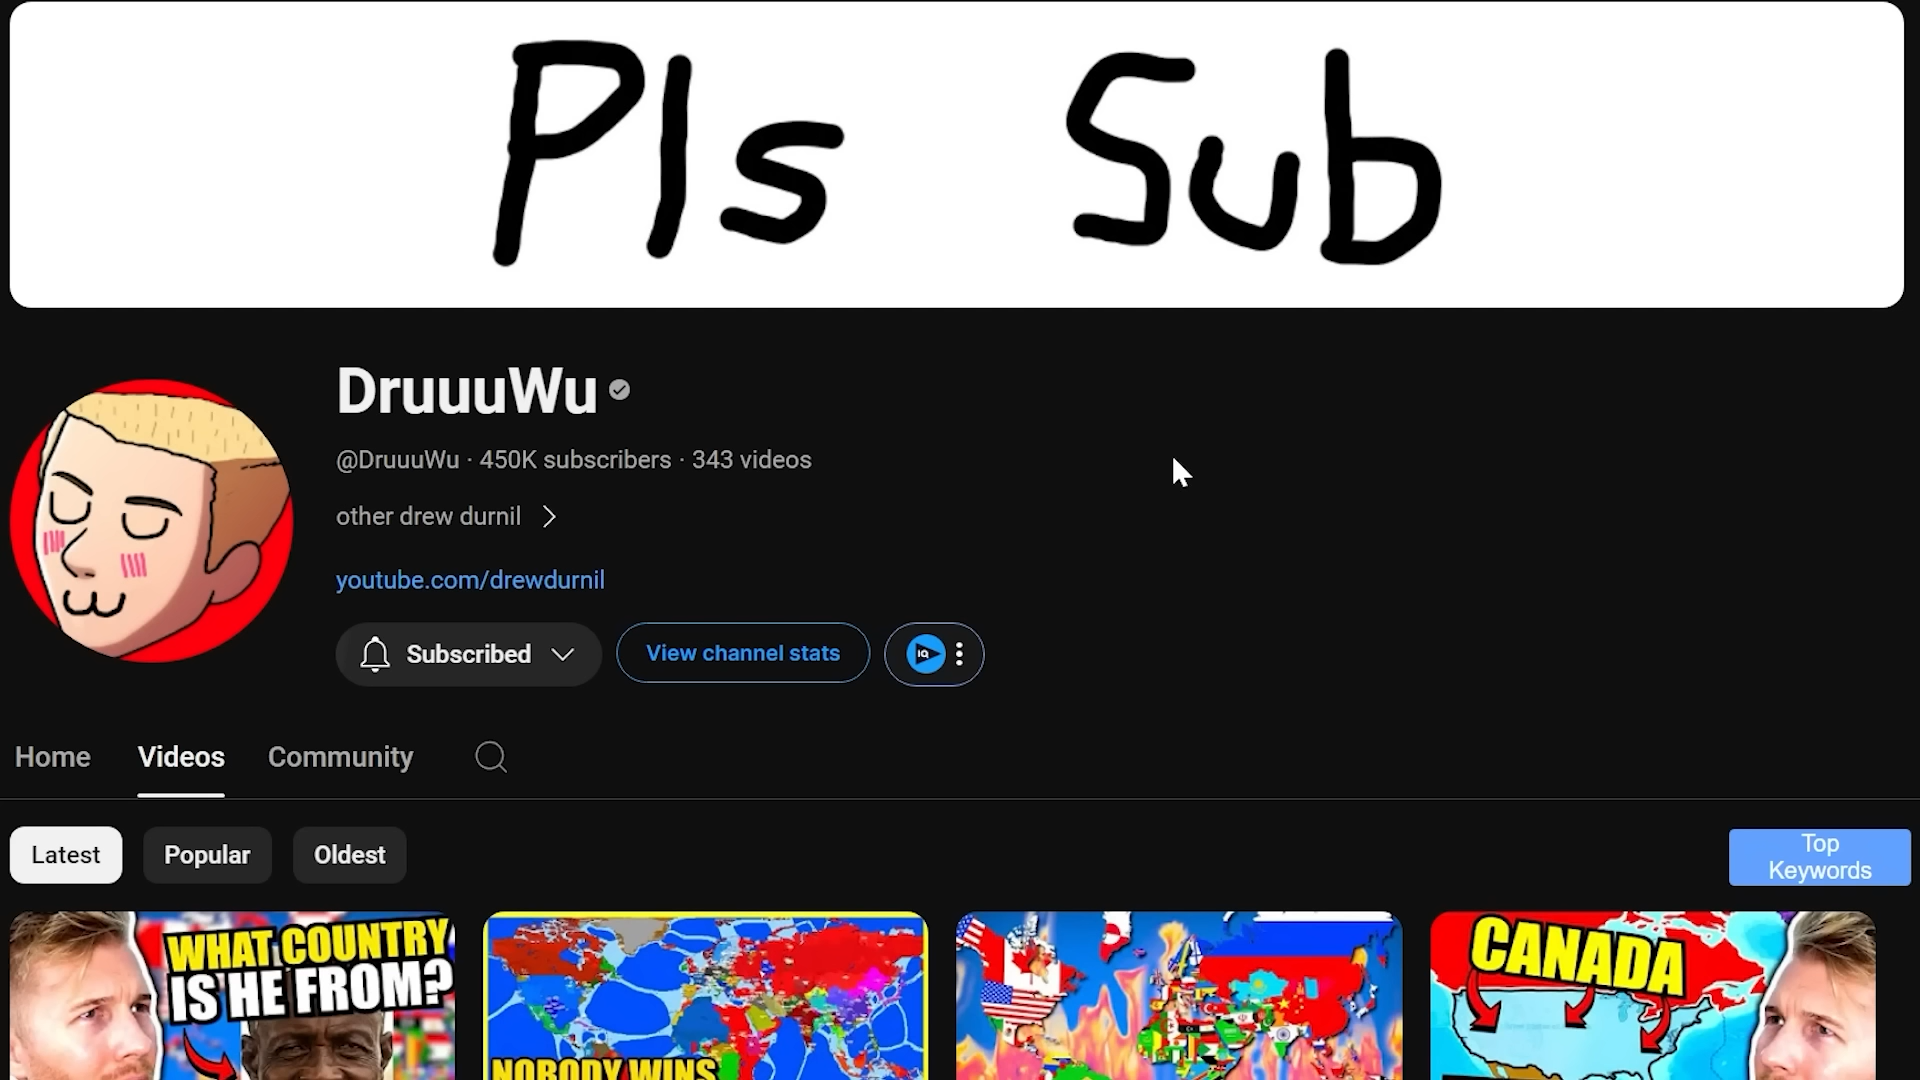 Pls Sub
DruuuWu
@DruuuWu · 450K subscribers · 343 videos
other drew durnil
youtube.com/drewdurnil
Subscribed
View channel stats
IQ
Home
Videos
Community
Latest
Popular
Oldest
Top
Keywords
WHAT COUNTRY
IS HE FROM?
NOBODY WINS
CANADA